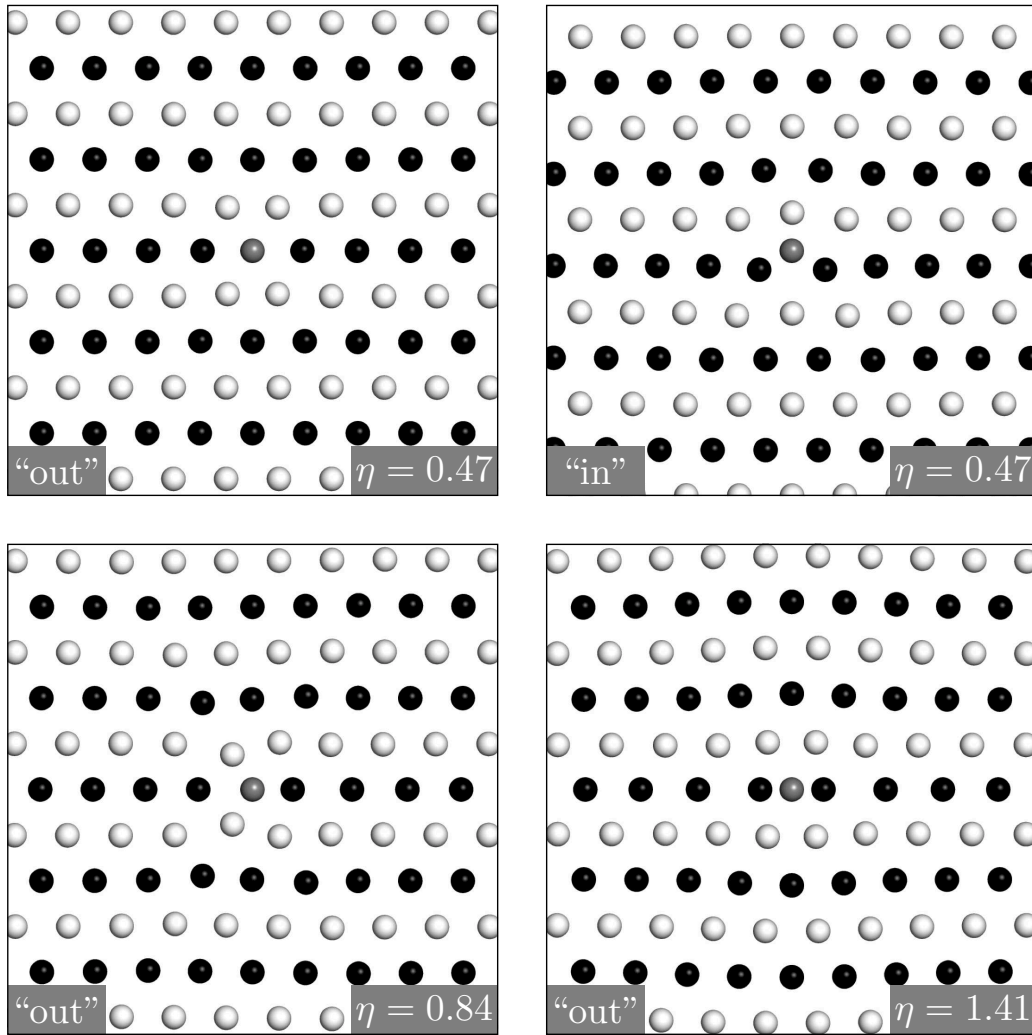 “out” η = 0.47
“in” η = 0.47
“out” η = 0.84
“out” η = 1.41